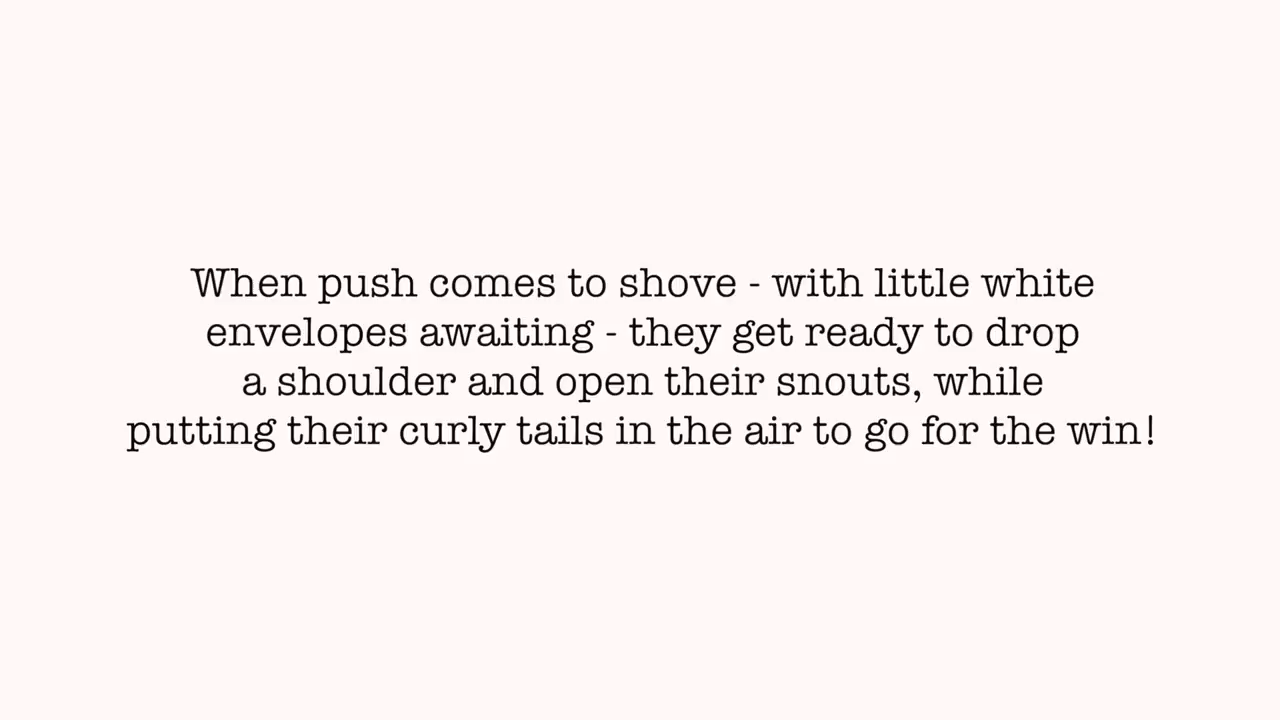 When push comes to shove - with little white
envelopes awaiting - they get ready to drop
a shoulder and open their snouts, while
putting their curly tails in the air to go for the win!